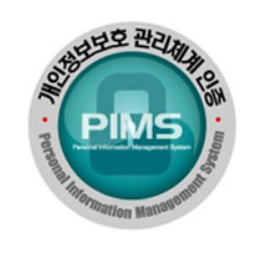 개인정보보호 관리체계 인증
PIMS
Personal Information Management System
Personal Information Management System